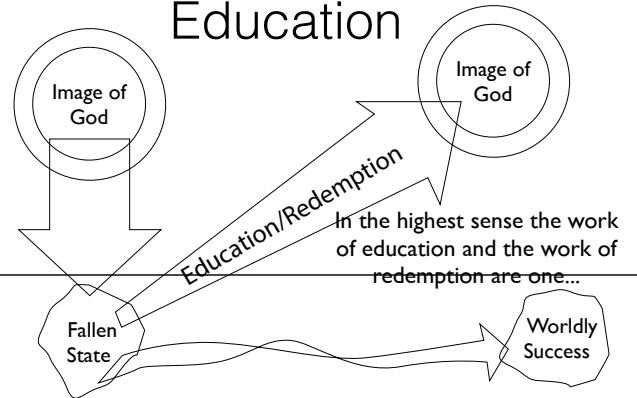 Education
Image of
God
Image of
God
Education/Redemption
In the highest sense the work
of education and the work of
redemption are one...
Fallen
State
Worldly
Success